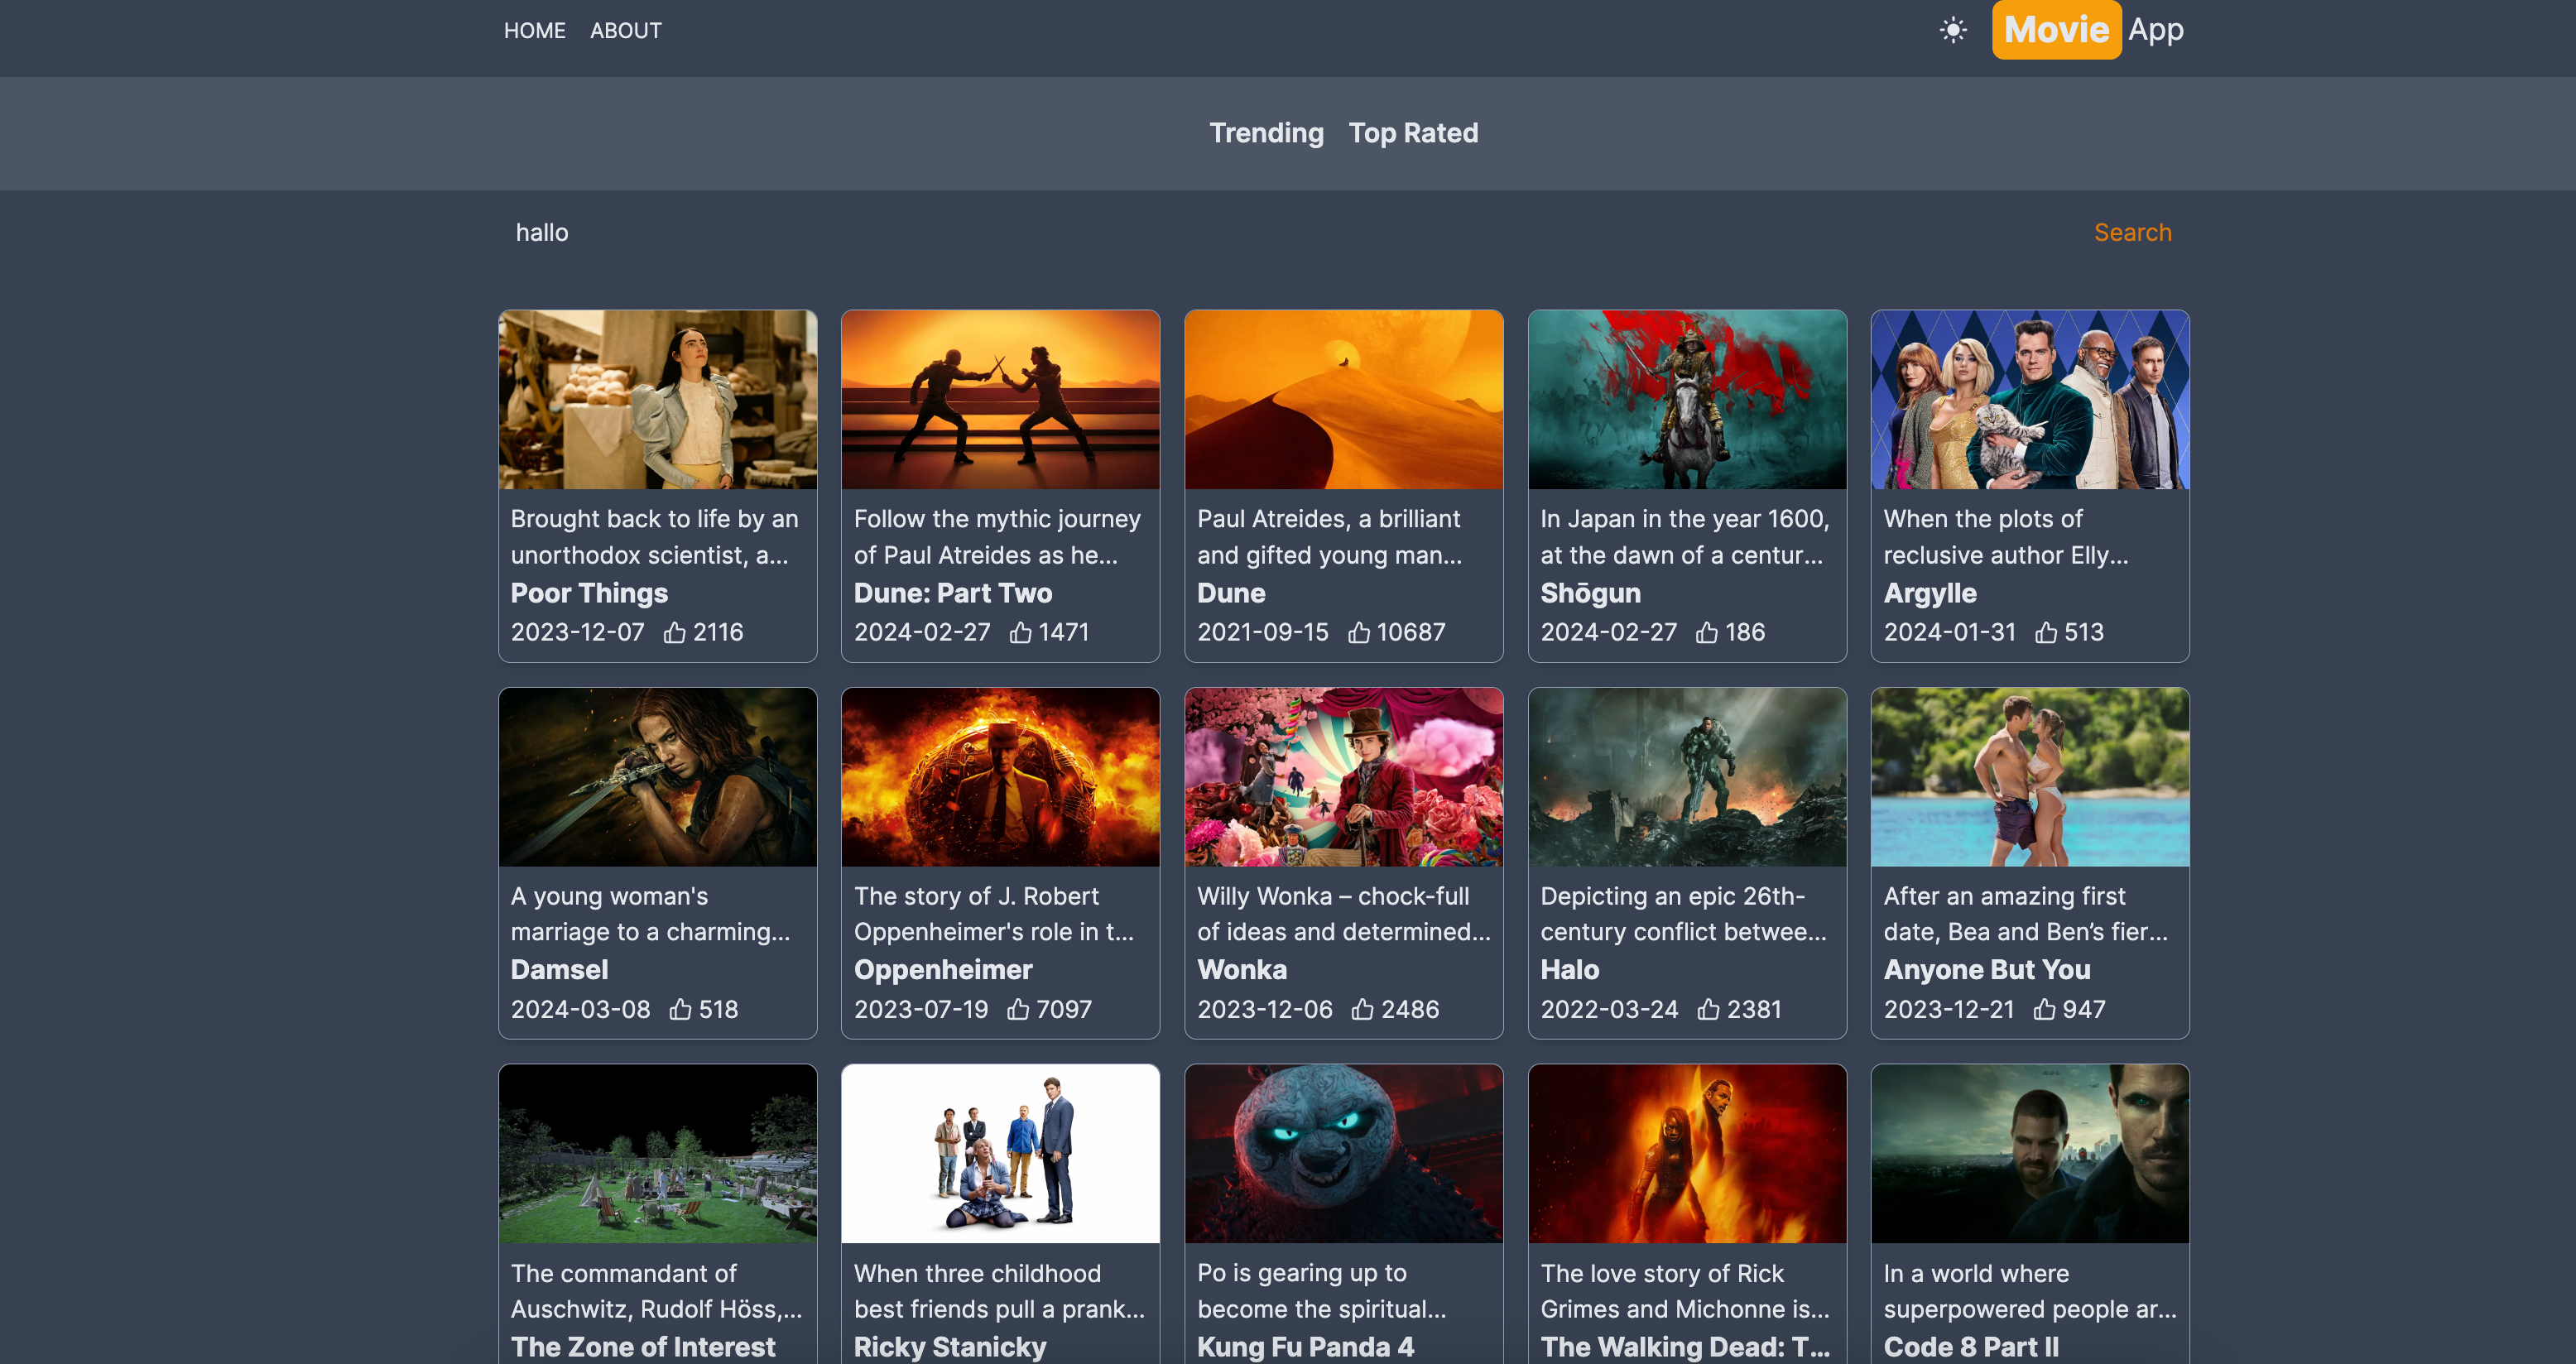 HOME ABOUT
Movie App
Trending Top Rated
hallo
Search
Brought back to life by an
unorthodox scientist, a...
Poor Things
2023-12-07 2116
Follow the mythic journey
of Paul Atreides as he...
Dune: Part Two
2024-02-27 1471
Paul Atreides, a brilliant
and gifted young man...
Dune
2021-09-15 10687
In Japan in the year 1600,
at the dawn of a centur...
Shōgun
2024-02-27 186
When the plots of
reclusive author Elly...
Argylle
2024-01-31 513
A young woman's
marriage to a charming...
Damsel
2024-03-08 518
The story of J. Robert
Oppenheimer's role in t...
Oppenheimer
2023-07-19 7097
Willy Wonka – chock-full
of ideas and determined...
Wonka
2023-12-06 2486
Depicting an epic 26th-
century conflict betwee...
Halo
2022-03-24 2381
After an amazing first
date, Bea and Ben’s fier...
Anyone But You
2023-12-21 947
The commandant of
Auschwitz, Rudolf Höss,...
The Zone of Interest
When three childhood
best friends pull a prank...
Ricky Stanicky
Po is gearing up to
become the spiritual...
Kung Fu Panda 4
The love story of Rick
Grimes and Michonne is...
The Walking Dead: T...
In a world where
superpowered people ar...
Code 8 Part II